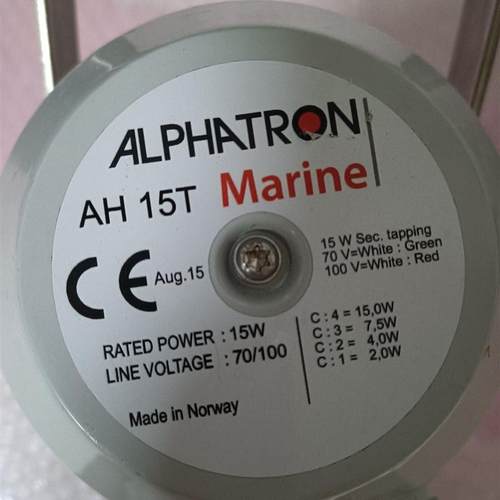 ALPHATRON
Marine
AH 15T
CE Aug.15
15 W Sec. tapping
70 V=White : Green
100 V=White : Red
RATED POWER : 15W
LINE VOLTAGE : 70/100
C : 4 = 15,0W
C : 3 = 7,5W
C : 2 = 4,0W
C : 1 = 2,0W
Made in Norway